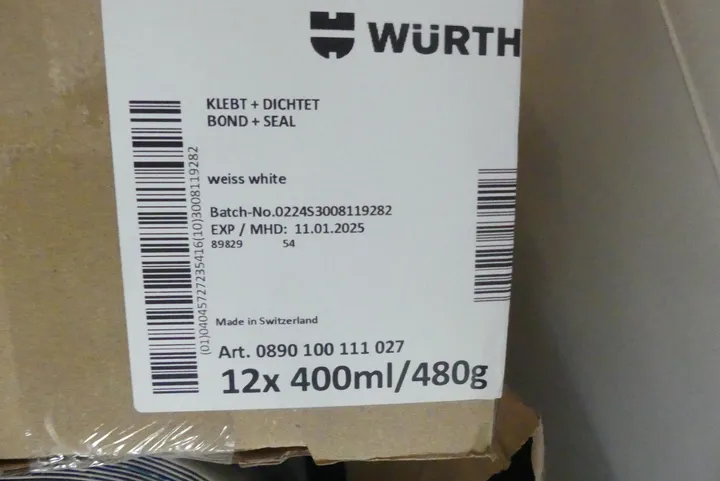 WÜRTH
KLEBT + DICHTET
BOND + SEAL
weiss white
Batch-No.0224S3008119282
EXP / MHD: 11.01.2025
89829 54
(01)04045727235416(10)3008119282
Made in Switzerland
Art. 0890 100 111 027
12x 400ml/480g